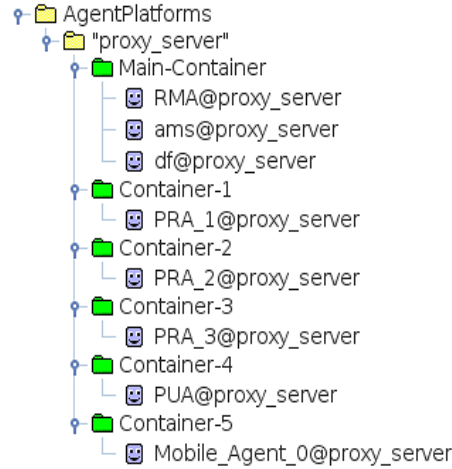 AgentPlatforms
"proxy_server"
Main-Container
RMA@proxy_server
ams@proxy_server
df@proxy_server
Container-1
PRA_1@proxy_server
Container-2
PRA_2@proxy_server
Container-3
PRA_3@proxy_server
Container-4
PUA@proxy_server
Container-5
Mobile_Agent_0@proxy_server